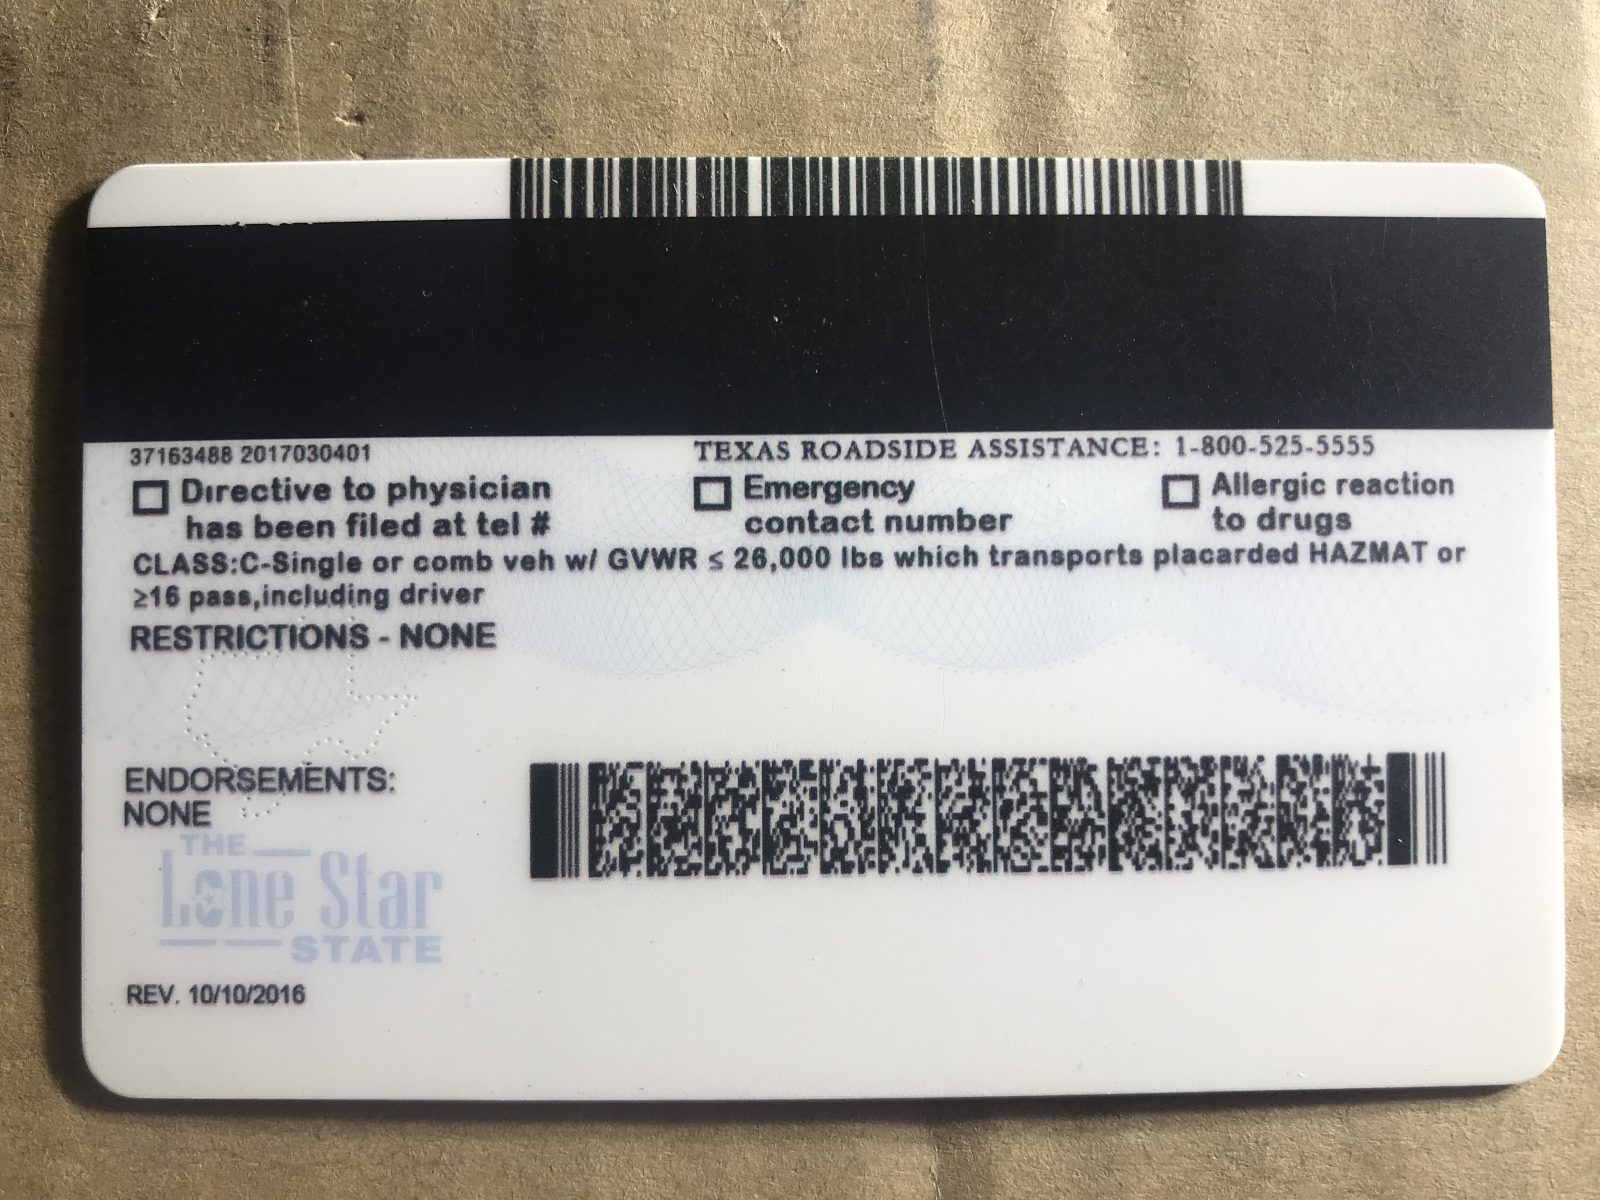 37163488 2017030401
TEXAS ROADSIDE ASSISTANCE: 1-800-525-5555
Directive to physician
has been filed at tel #
Emergency
contact number
Allergic reaction
to drugs
CLASS:C-Single or comb veh w/ GVWR ≤ 26,000 lbs which transports placarded HAZMAT or
≥16 pass,including driver
RESTRICTIONS - NONE
ENDORSEMENTS:
NONE
THE
Lone Star
STATE
REV. 10/10/2016